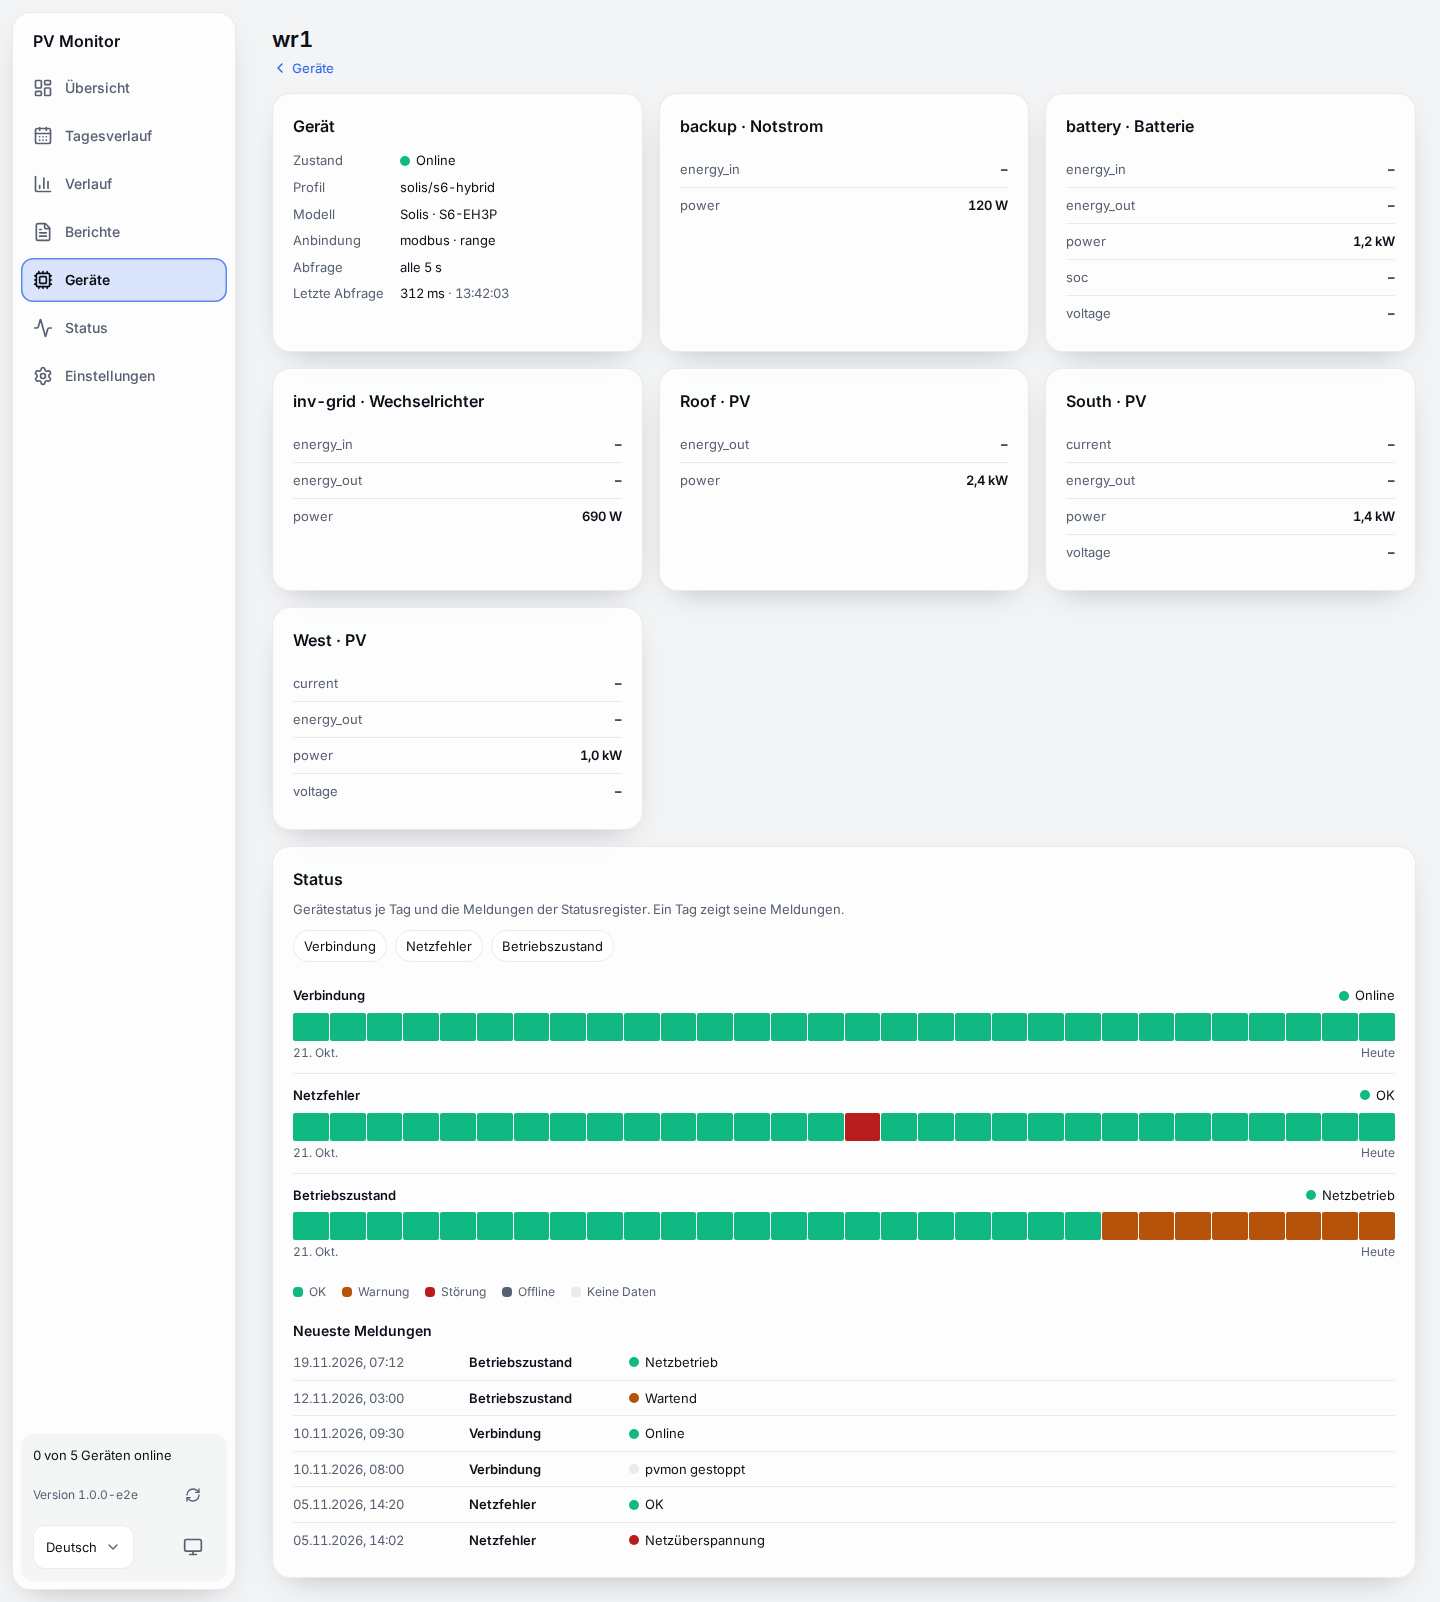 PV Monitor
Übersicht
Tagesverlauf
Verlauf
Berichte
Geräte
Status
Einstellungen
0 von 5 Geräten online
Version 1.0.0-e2e
Deutsch
wr1
Geräte
Gerät
Zustand Online
Profil solis/s6-hybrid
Modell Solis · S6-EH3P
Anbindung modbus · range
Abfrage alle 5 s
Letzte Abfrage 312 ms · 13:42:03
backup · Notstrom
energy_in –
power 120 W
battery · Batterie
energy_in –
energy_out –
power 1,2 kW
soc –
voltage –
inv-grid · Wechselrichter
energy_in –
energy_out –
power 690 W
Roof · PV
energy_out –
power 2,4 kW
South · PV
current –
energy_out –
power 1,4 kW
voltage –
West · PV
current –
energy_out –
power 1,0 kW
voltage –
Status
Gerätestatus je Tag und die Meldungen der Statusregister. Ein Tag zeigt seine Meldungen.
Verbindung Netzfehler Betriebszustand
Verbindung Online
21. Okt. Heute
Netzfehler OK
21. Okt. Heute
Betriebszustand Netzbetrieb
21. Okt. Heute
OK Warnung Störung Offline Keine Daten
Neueste Meldungen
19.11.2026, 07:12 Betriebszustand Netzbetrieb
12.11.2026, 03:00 Betriebszustand Wartend
10.11.2026, 09:30 Verbindung Online
10.11.2026, 08:00 Verbindung pvmon gestoppt
05.11.2026, 14:20 Netzfehler OK
05.11.2026, 14:02 Netzfehler Netzüberspannung